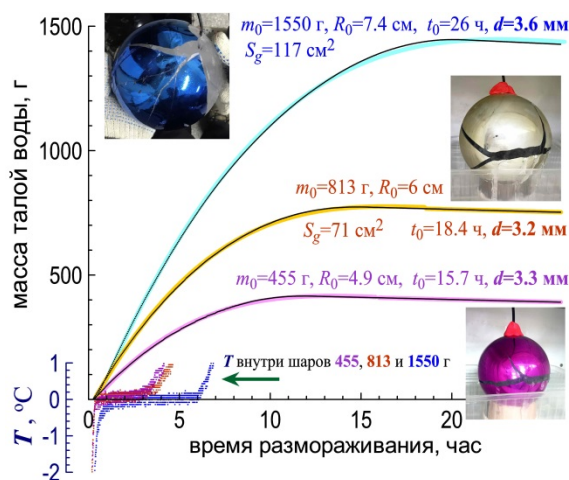 m₀=1550 г, R₀=7.4 см, t₀=26 ч, d=3.6 мм
S_g=117 см²
1500
масса талой воды, г
1000
m₀=813 г, R₀=6 см
S_g=71 см² t₀=18.4 ч, d=3.2 мм
500
m₀=455 г, R₀=4.9 см, t₀=15.7 ч, d=3.3 мм
T внутри шаров 455, 813 и 1550 г
T, °C
1
0
-1
-2
0 5 10 15 20
время размораживания, час